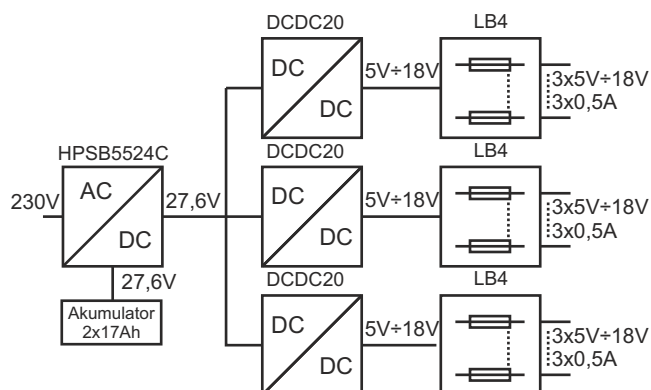 DCDC20
LB4
DC
DC
5V÷18V
3x5V÷18V
3x0,5A
HPSB5524C
DCDC20
LB4
230V
AC
DC
27,6V
DC
DC
5V÷18V
3x5V÷18V
3x0,5A
27,6V
Akumulator
2x17Ah
DCDC20
LB4
DC
DC
5V÷18V
3x5V÷18V
3x0,5A